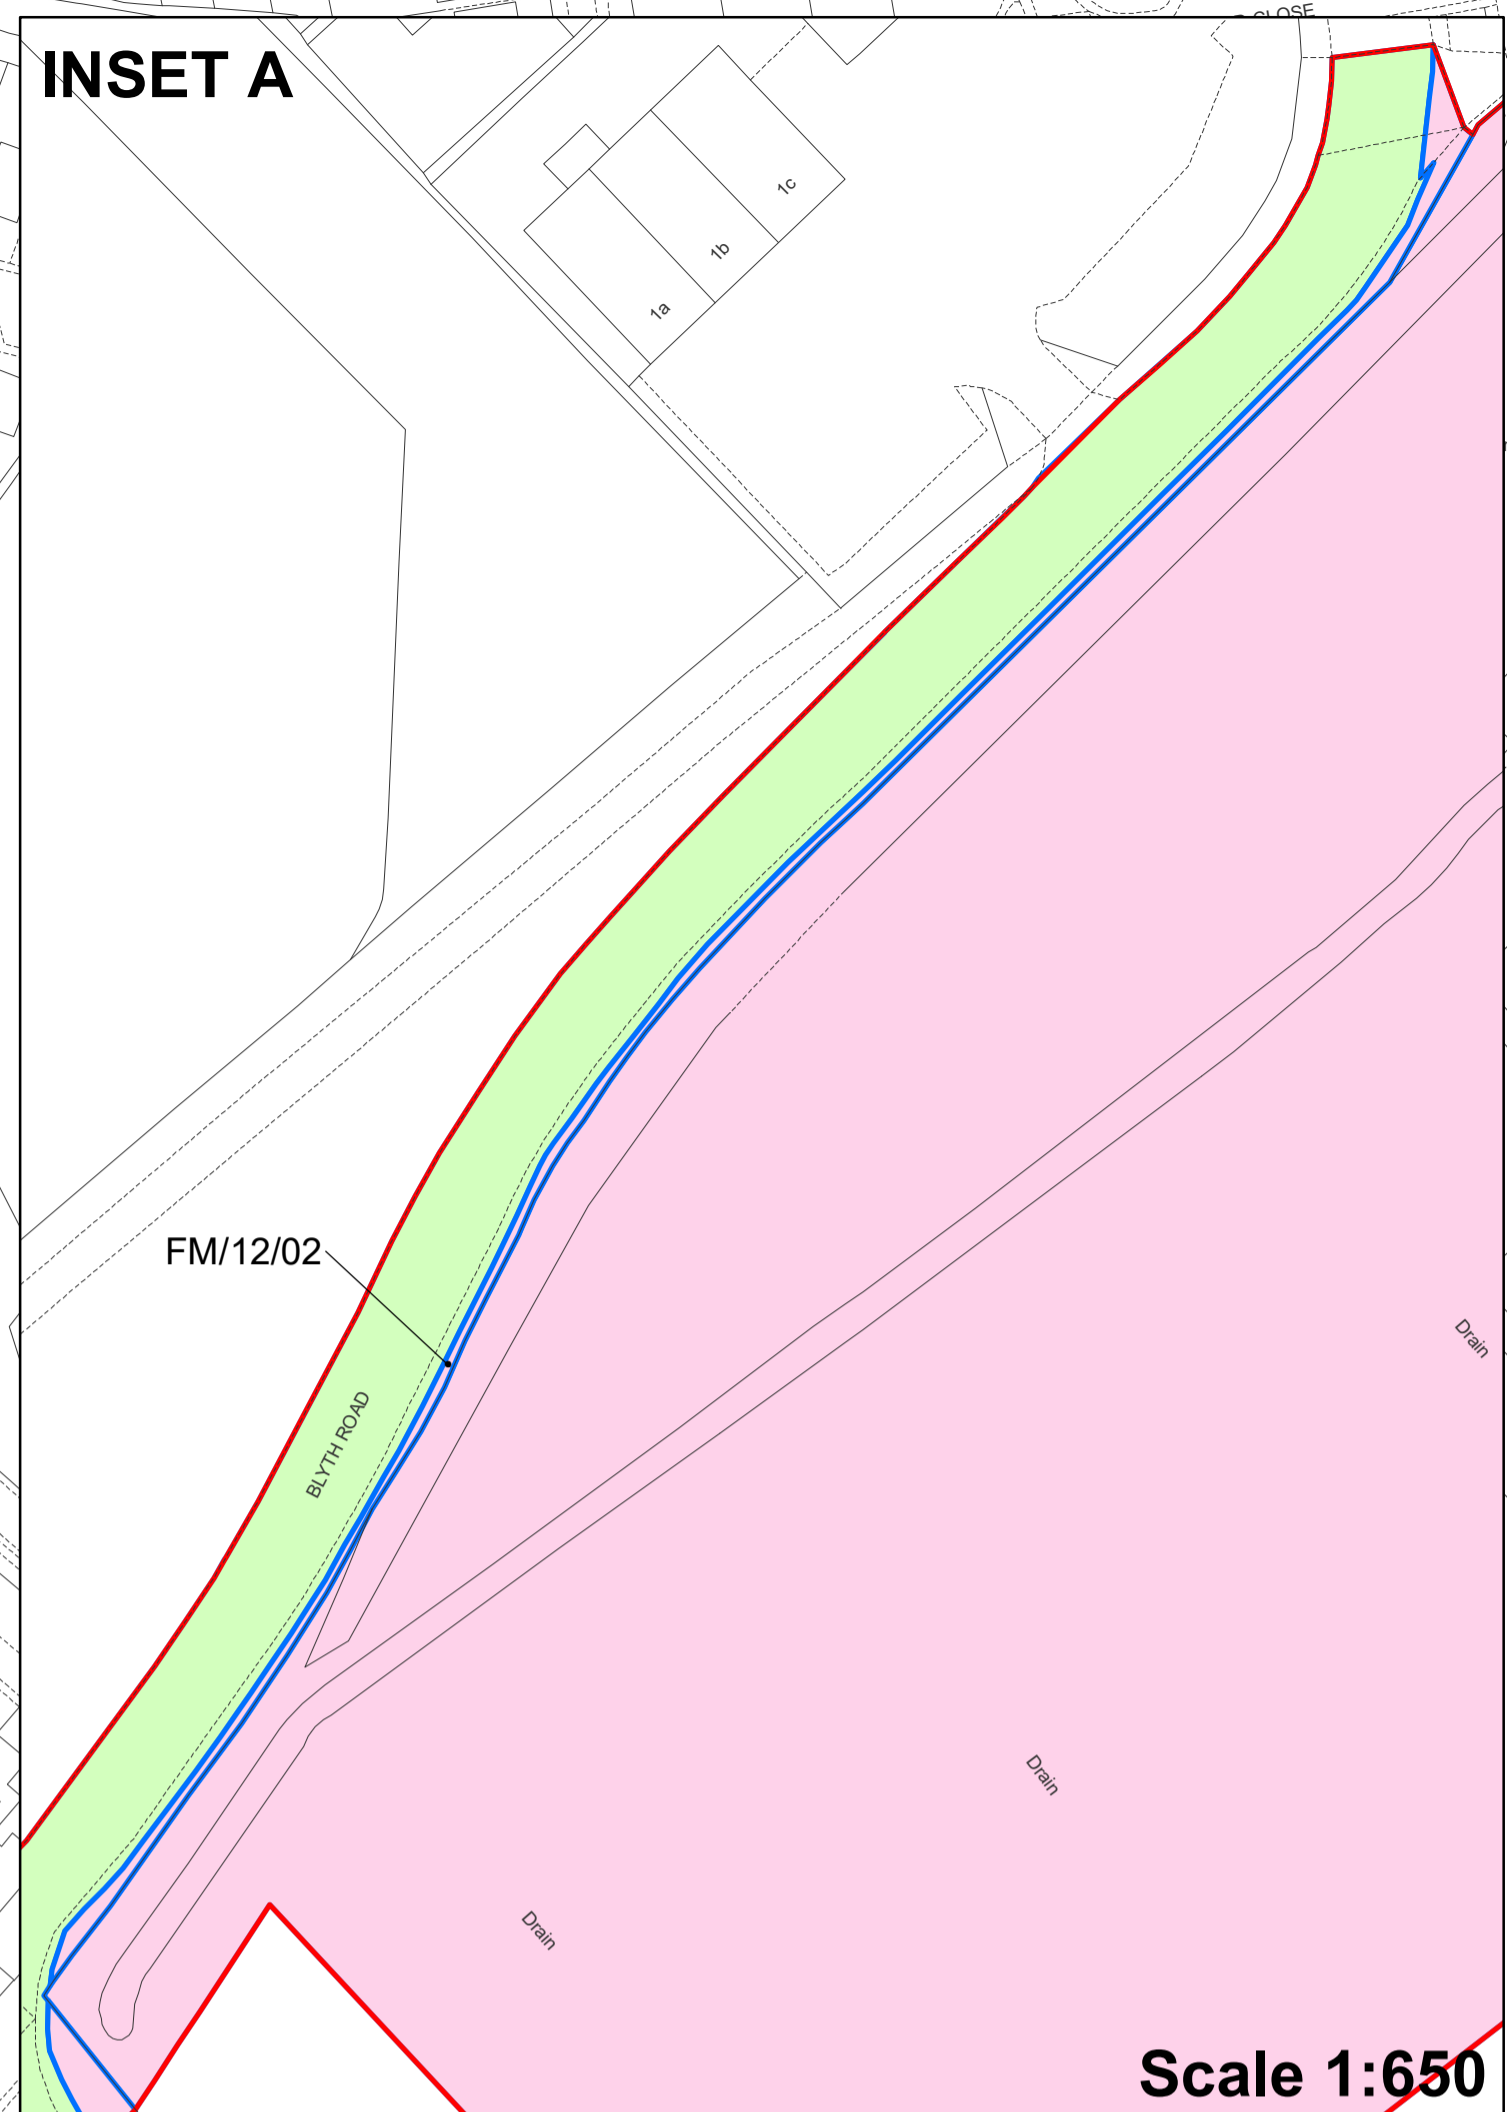 CLOSE
INSET A
1c
1b
1a
FM/12/02
Drain
BLYTH ROAD
Drain
Drain
Scale 1:650